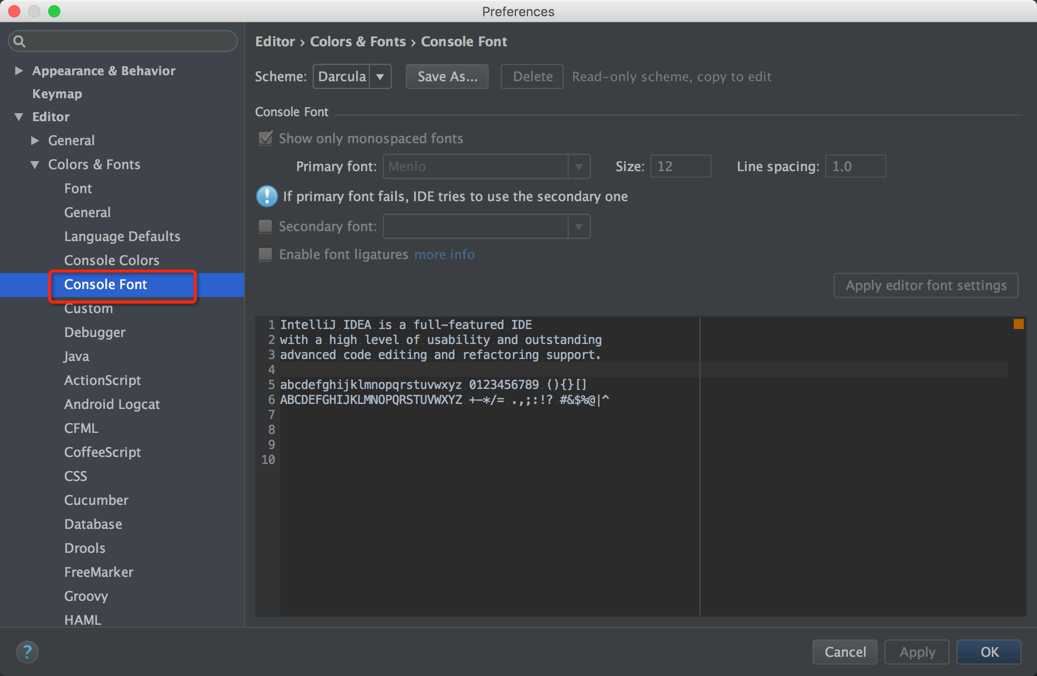 Preferences
Appearance & Behavior
Keymap
Editor
General
Colors & Fonts
Font
General
Language Defaults
Console Colors
Console Font
Custom
Debugger
Java
ActionScript
Android Logcat
CFML
CoffeeScript
CSS
Cucumber
Database
Drools
FreeMarker
Groovy
HAML
Editor › Colors & Fonts › Console Font
Scheme: Darcula Save As... Delete Read-only scheme, copy to edit
Console Font
Show only monospaced fonts
Primary font: Menlo Size: 12 Line spacing: 1.0
If primary font fails, IDE tries to use the secondary one
Secondary font:
Enable font ligatures more info
Apply editor font settings
1 IntelliJ IDEA is a full-featured IDE
2 with a high level of usability and outstanding
3 advanced code editing and refactoring support.
4
5 abcdefghijklmnopqrstuvwxyz 0123456789 (){}[]
6 ABCDEFGHIJKLMNOPQRSTUVWXYZ +-*/= .,;:!? #&$%@|^
7
8
9
10
? Cancel Apply OK